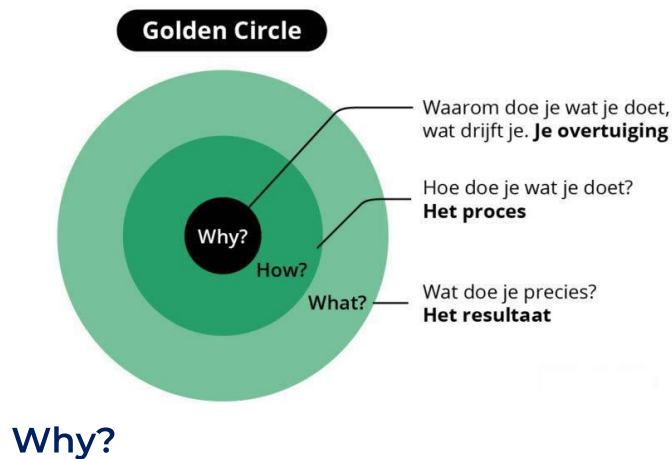 Golden Circle
Waarom doe je wat je doet,
wat drijft je. Je overtuiging
Hoe doe je wat je doet?
Het proces
Why?
How?
What?
Wat doe je precies?
Het resultaat
Why?